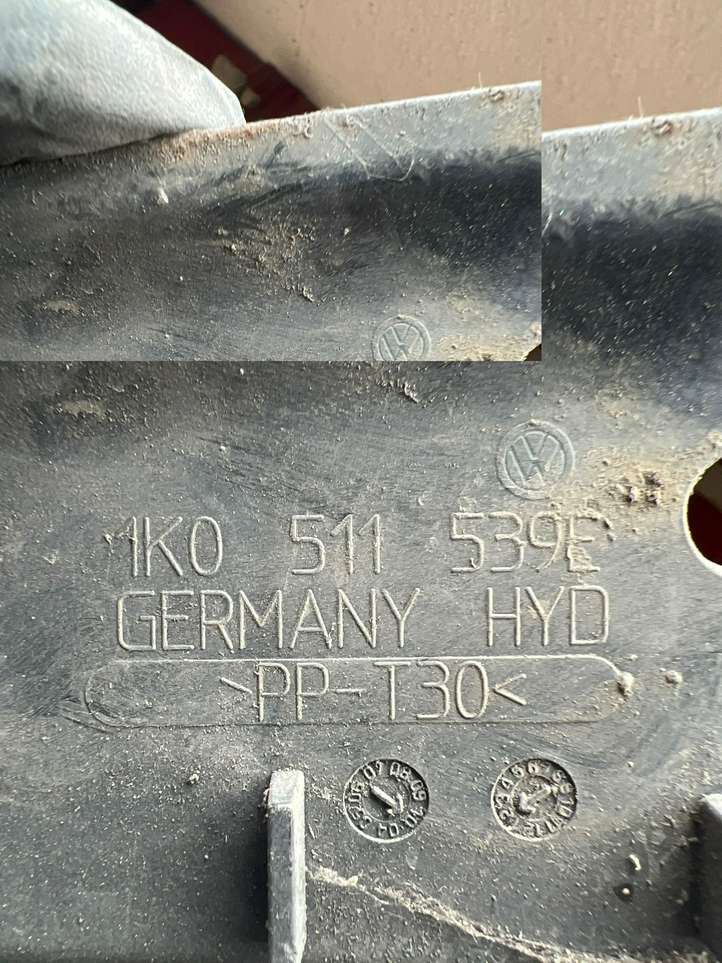 1K0 511 539E
GERMANY HYD
>PP-T30<